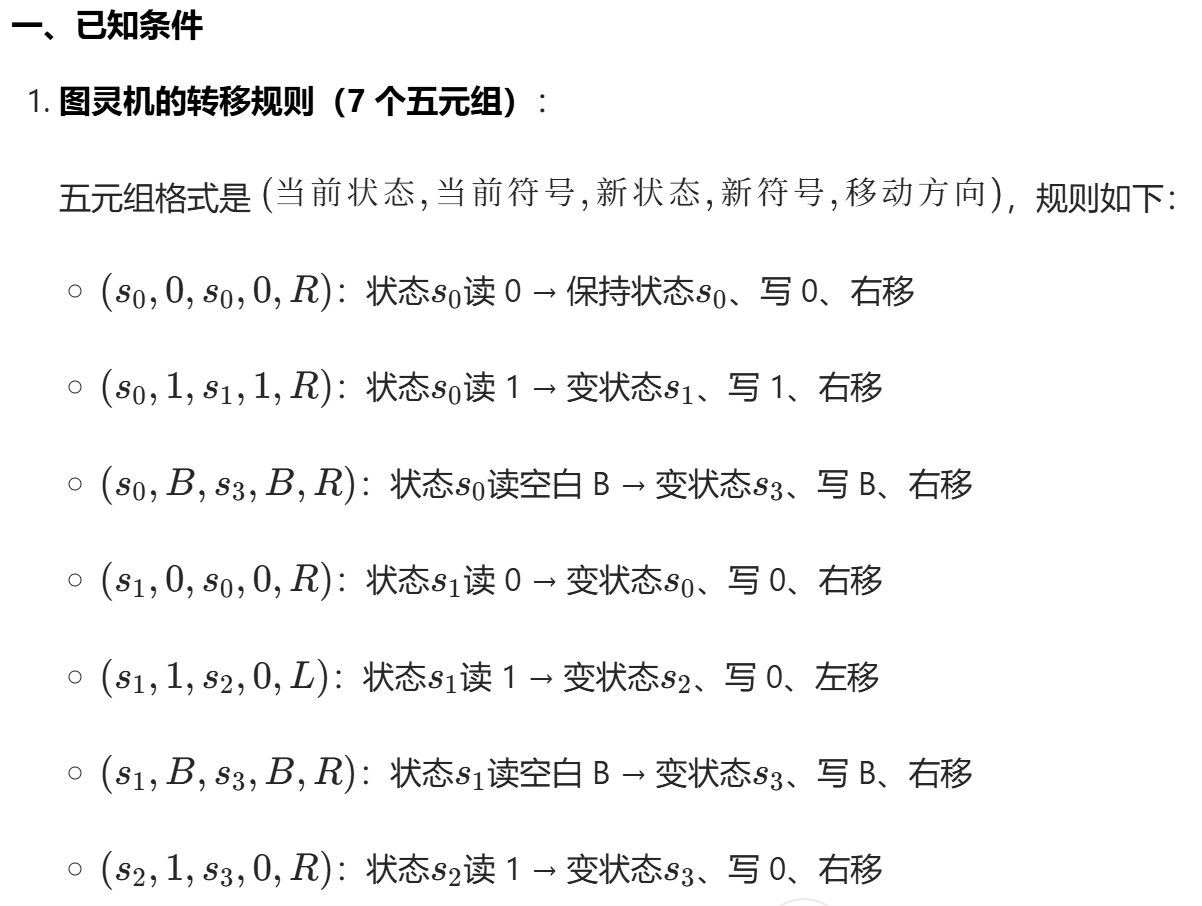 一、已知条件
1. 图灵机的转移规则（7 个五元组）：
五元组格式是 (当前状态,当前符号,新状态,新符号,移动方向)，规则如下：
○ (s₀, 0, s₀, 0, R)：状态s₀读 0 → 保持状态s₀、写 0、右移
○ (s₀, 1, s₁, 1, R)：状态s₀读 1 → 变状态s₁、写 1、右移
○ (s₀, B, s₃, B, R)：状态s₀读空白 B → 变状态s₃、写 B、右移
○ (s₁, 0, s₀, 0, R)：状态s₁读 0 → 变状态s₀、写 0、右移
○ (s₁, 1, s₂, 0, L)：状态s₁读 1 → 变状态s₂、写 0、左移
○ (s₁, B, s₃, B, R)：状态s₁读空白 B → 变状态s₃、写 B、右移
○ (s₂, 1, s₃, 0, R)：状态s₂读 1 → 变状态s₃、写 0、右移